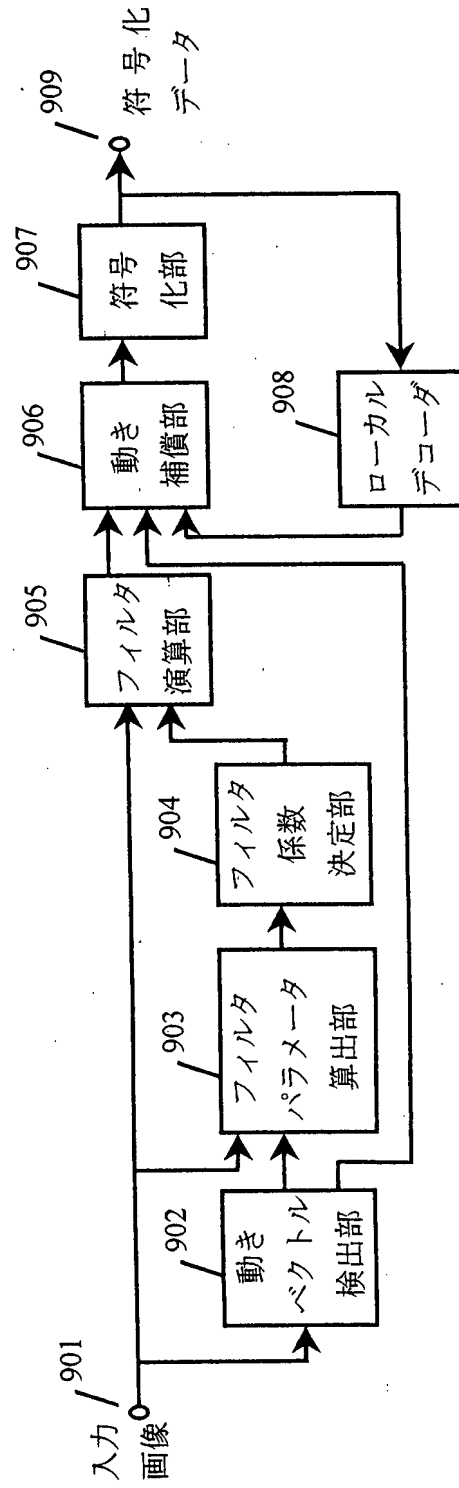 901
入力
画像
902
動き
ベクトル
検出部
903
フィルタ
パラメータ
算出部
904
フィルタ
係数
決定部
905
フィルタ
演算部
906
動き
補償部
907
符号
化部
908
ローカル
デコーダ
909
符号化
データ